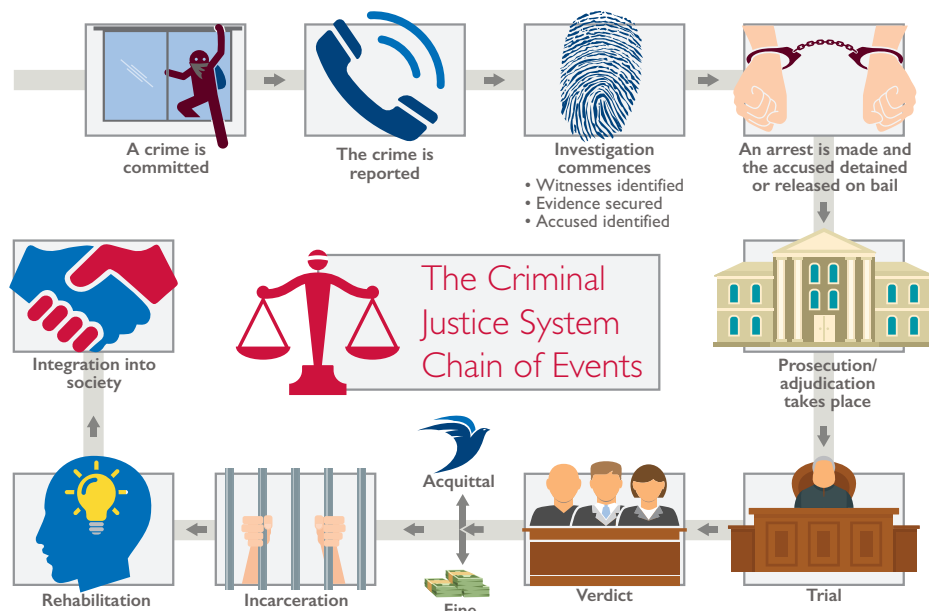 A crime is
committed
The crime is
reported
Investigation
commences
• Witnesses identified
• Evidence secured
• Accused identified
An arrest is made and
the accused detained
or released on bail
The Criminal
Justice System
Chain of Events
Integration into
society
Prosecution/
adjudication
takes place
Acquittal
Rehabilitation
Incarceration
Fine
Verdict
Trial